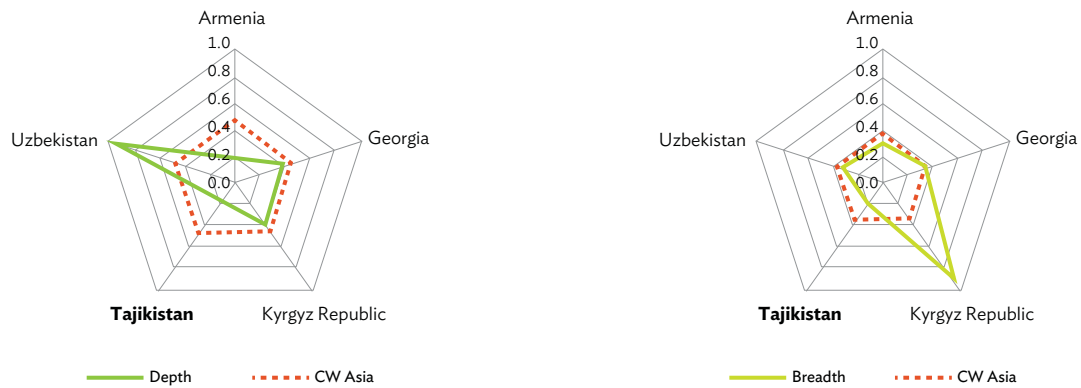 Armenia
1.0
0.8
0.6
0.4
0.2
0.0
Uzbekistan
Georgia
Tajikistan
Kyrgyz Republic
Depth
CW Asia
Armenia
1.0
0.8
0.6
0.4
0.2
0.0
Uzbekistan
Georgia
Tajikistan
Kyrgyz Republic
Breadth
CW Asia